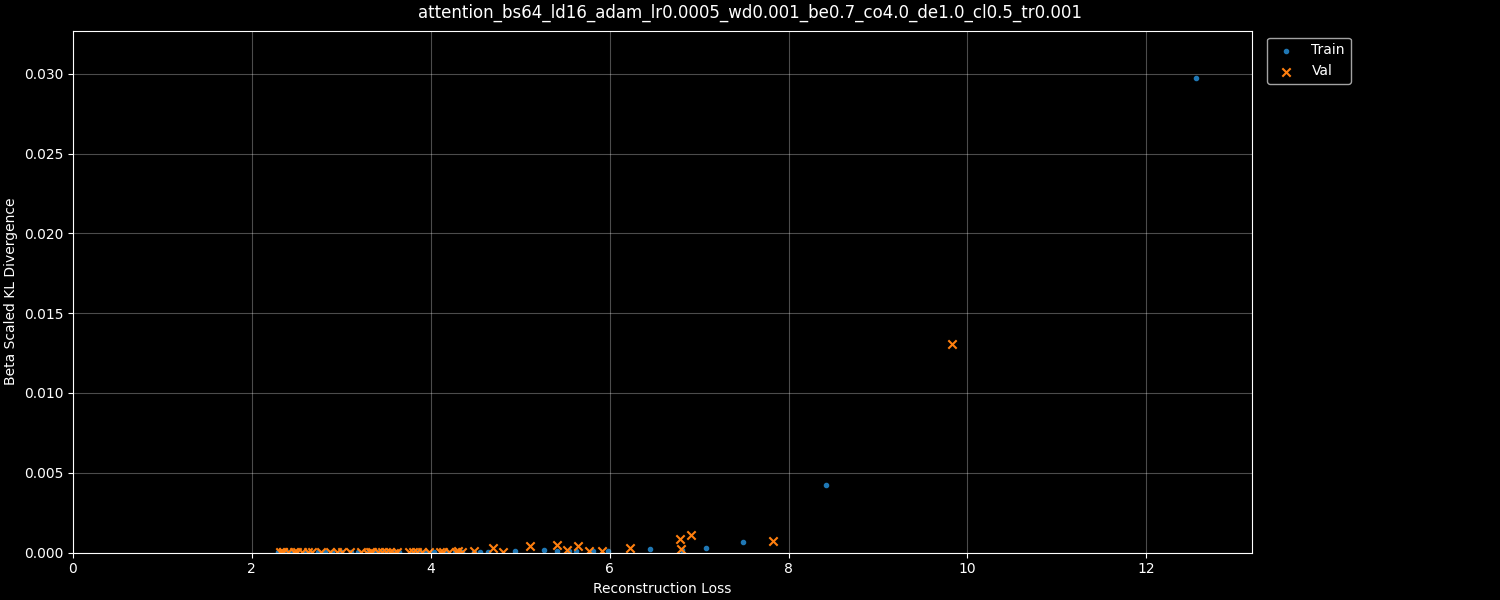 attention_bs64_ld16_adam_lr0.0005_wd0.001_be0.7_co4.0_de1.0_cl0.5_tr0.001
Train
Val
Beta Scaled KL Divergence
0.030
0.025
0.020
0.015
0.010
0.005
0.000
0 2 4 6 8 10 12
Reconstruction Loss